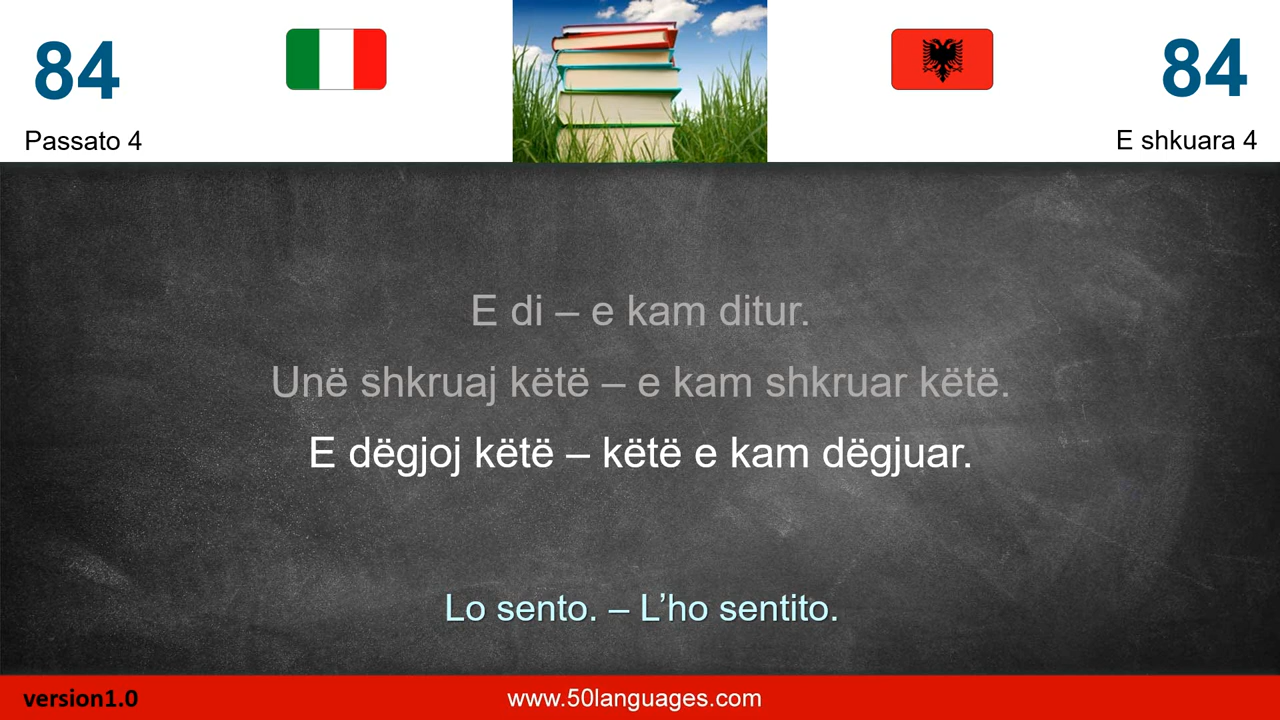 84
84
Passato 4
E shkuara 4
E di – e kam ditur.
Unë shkruaj këtë – e kam shkruar këtë.
E dëgjoj këtë – këtë e kam dëgjuar.
Lo sento. – L’ho sentito.
version1.0
www.50languages.com